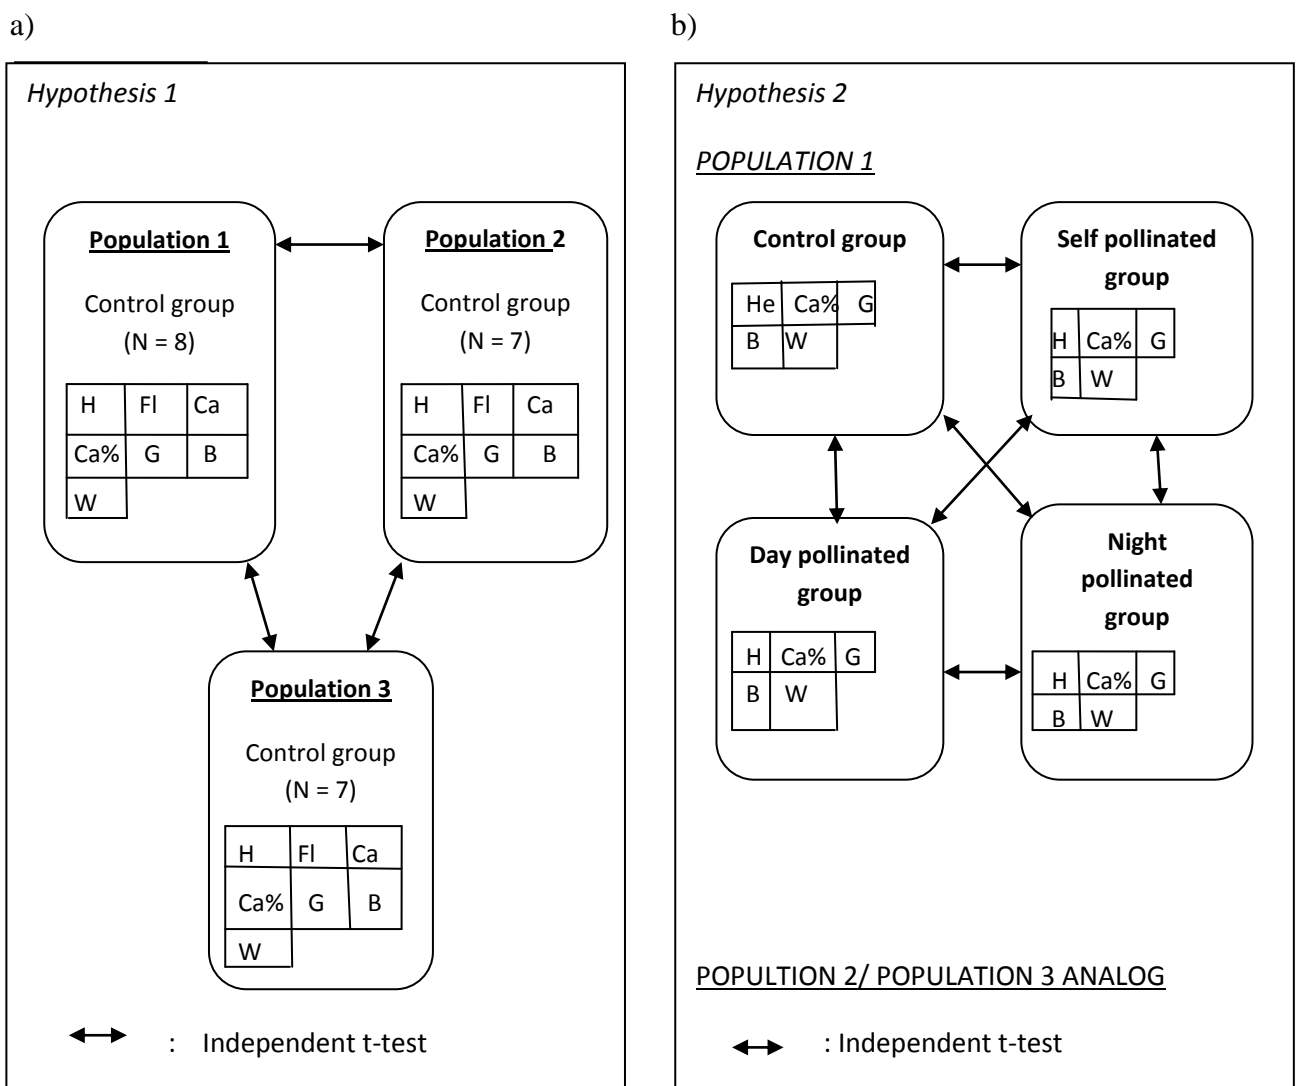 a)
Hypothesis 1
Population 1
Control group
(N = 8)
H Fl Ca
Ca% G B
W
Population 2
Control group
(N = 7)
H Fl Ca
Ca% G B
W
Population 3
Control group
(N = 7)
H Fl Ca
Ca% G B
W
: Independent t-test
b)
Hypothesis 2
POPULATION 1
Control group
He Ca% G
B W
Self pollinated
group
H Ca% G
B W
Day pollinated
group
H Ca% G
B W
Night
pollinated
group
H Ca% G
B W
POPULTION 2/ POPULATION 3 ANALOG
: Independent t-test